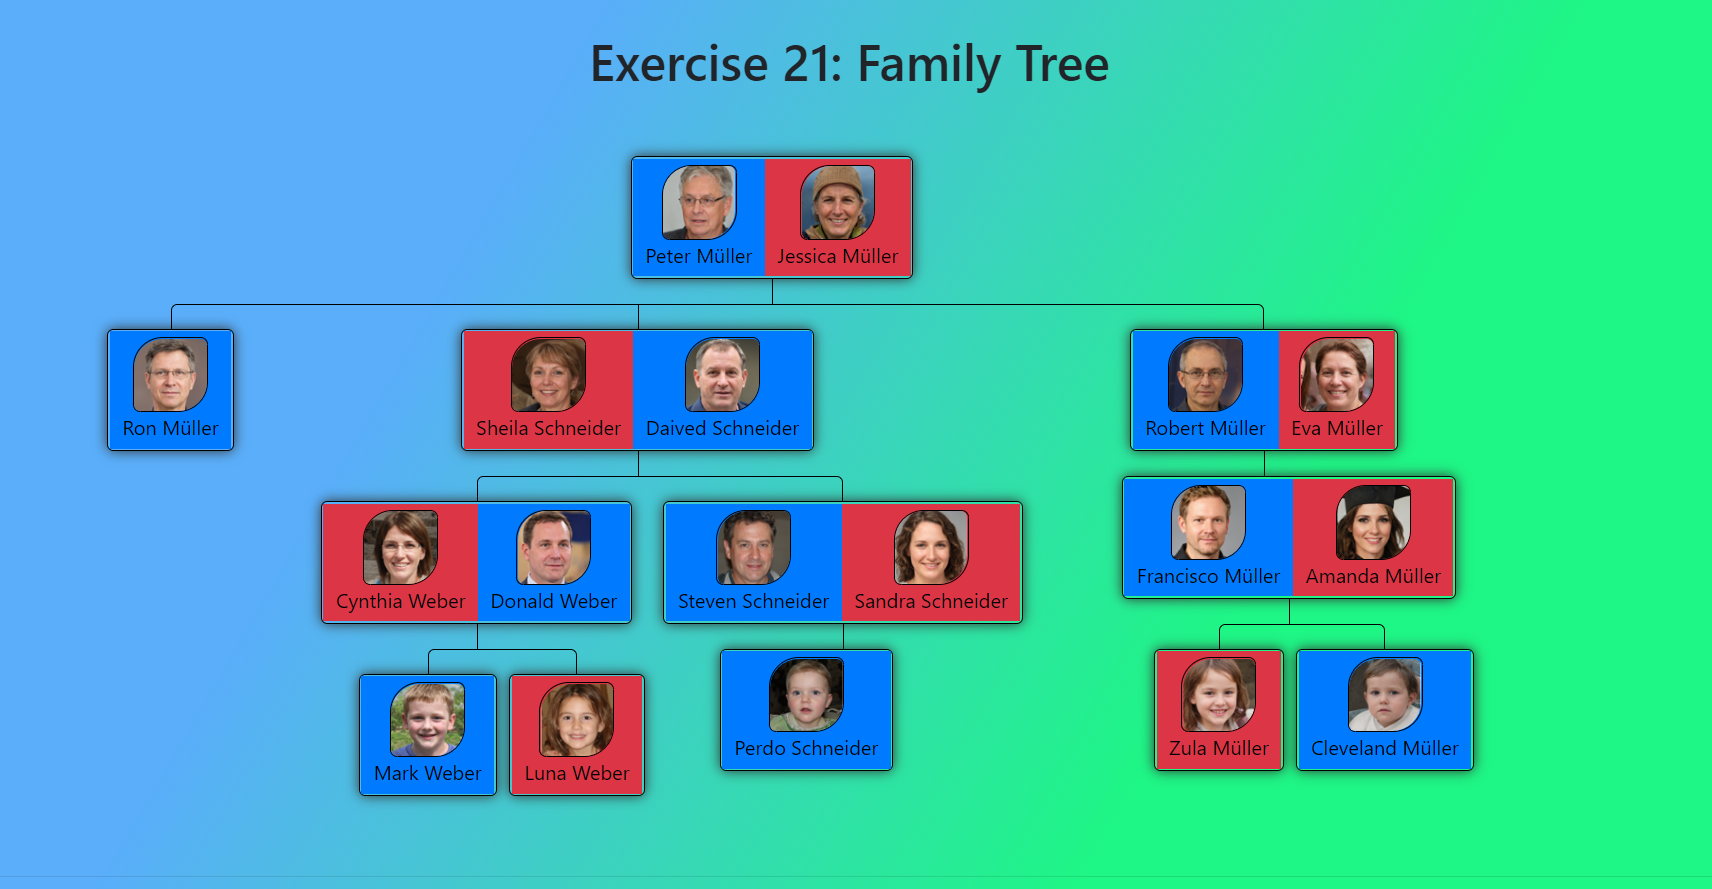 Exercise 21: Family Tree
Peter Müller
Jessica Müller
Ron Müller
Sheila Schneider
Daived Schneider
Robert Müller
Eva Müller
Cynthia Weber
Donald Weber
Steven Schneider
Sandra Schneider
Francisco Müller
Amanda Müller
Mark Weber
Luna Weber
Perdo Schneider
Zula Müller
Cleveland Müller